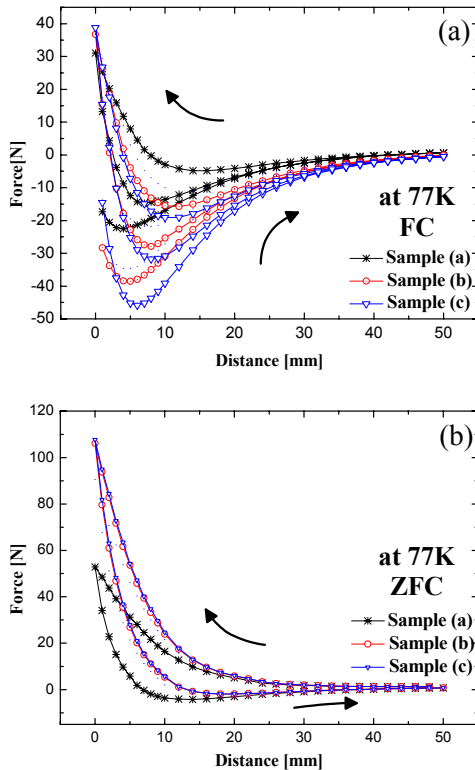 (a)
40
30
20
10
0
-10
-20
-30
-40
-50
Force[N]
at 77K
FC
Sample (a)
Sample (b)
Sample (c)
0 10 20 30 40 50
Distance [mm]
(b)
120
100
80
60
40
20
0
Force [N]
at 77K
ZFC
Sample (a)
Sample (b)
Sample (c)
0 10 20 30 40 50
Distance [mm]